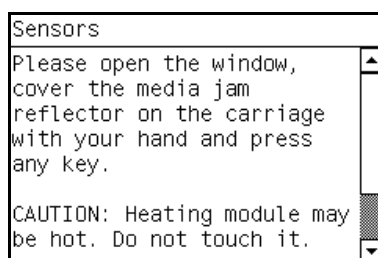 Sensors
Please open the window,
cover the media jam
reflector on the carriage
with your hand and press
any key.
CAUTION: Heating module may
be hot. Do not touch it.